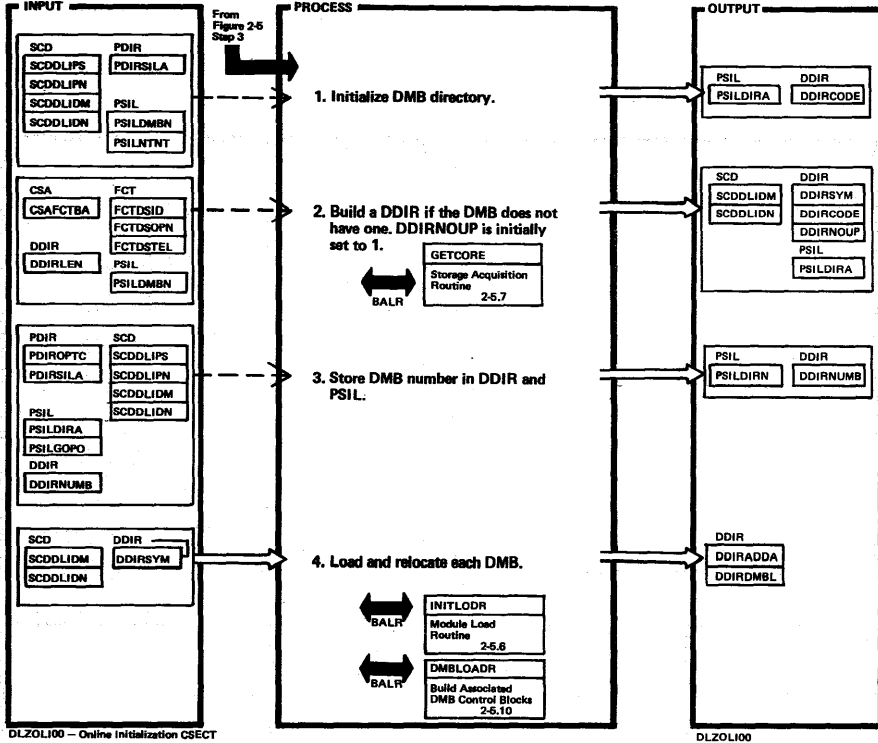 INPUT
From
Figure 2-5
Step 3
PROCESS
OUTPUT
SCD
PDIR
SCDDLIPS
PDIRSILA
SCDDLIPN
SCDDLIDM
PSIL
SCDDLIDN
PSILDMBN
PSILNTNT
1. Initialize DMB directory.
PSIL
DDIR
PSILDIRA
DDIRCODE
CSA
FCT
CSAFCTBA
FCTDSID
FCTDSOPN
DDIR
FCTDSTEL
DDIRLEN
PSIL
PSILDMBN
2. Build a DDIR if the DMB does not
have one. DDIRNOUP is initially
set to 1.
GETCORE
Storage Acquisition
Routine
2-5.7
BALR
SCD
DDIR
SCDDLIDM
DDIRSYM
SCDDLIDN
DDIRCODE
DDIRNOUP
PSIL
PSILDIRA
PDIR
SCD
PDIROPTC
SCDDLIPS
PDIRSILA
SCDDLIPN
SCDDLIDM
PSIL
SCDDLIDN
PSILDIRA
PSILGOPO
DDIR
DDIRNUMB
3. Store DMB number in DDIR and
PSIL.
PSIL
DDIR
PSILDIRN
DDIRNUMB
SCD
DDIR
SCDDLIDM
DDIRSYM
SCDDLIDN
4. Load and relocate each DMB.
INITLODR
BALR
Module Load
Routine
2-5.6
DMBLOADR
BALR
Build Associated
DMB Control Blocks
2-5.10
DDIR
DDIRADDA
DDIRDMBL
DLZOLI00 — Online Initialization CSECT
DLZOLI00